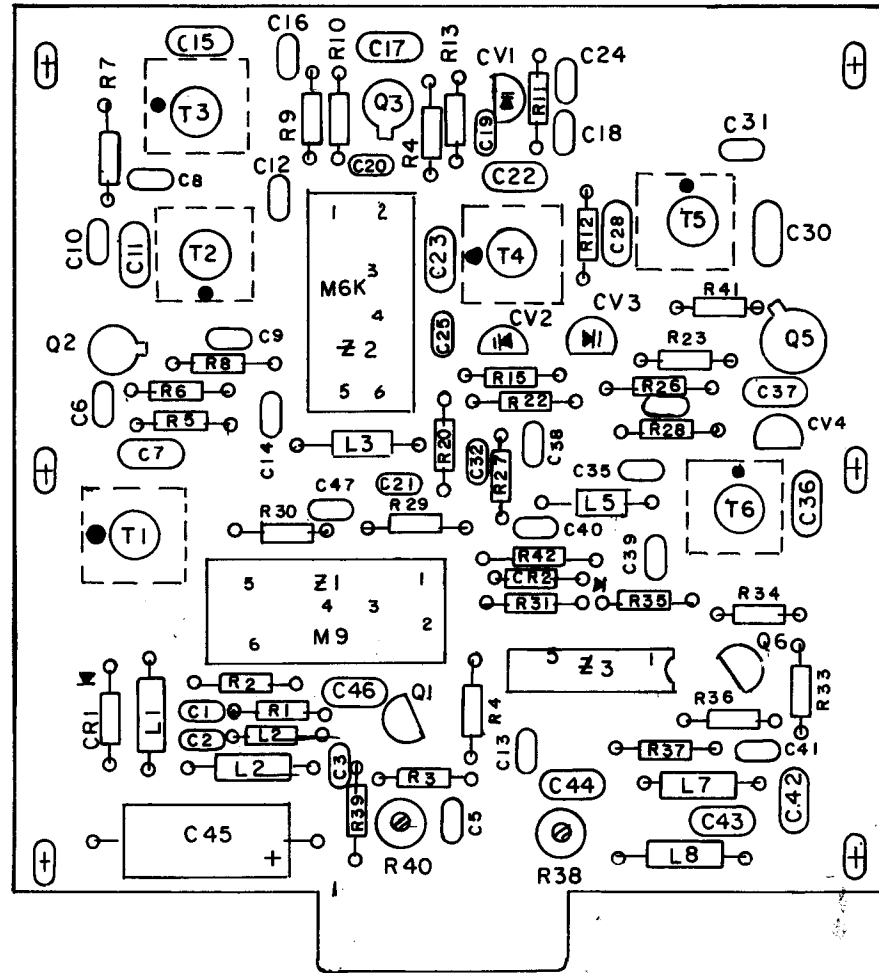 C15
C16
R10
C17
R13
CV1
C24
R7
T3
R9
Q3
R4
C19
R11
C18
C31
C8
C12
C20
C22
C10
C11
T2
1 2
3
M6K
4
Z2
5 6
C23
T4
R12
C28
T5
C30
R41
Q2
C9
R8
C25
CV2
CV3
R23
Q5
C6
R6
R5
C7
C14
R15
R22
R26
R28
C37
CV4
L3
R20
C32
R27
C38
C35
L5
T6
C36
T1
C47
C21
R30
R29
C40
C39
R42
CR2
R31
R35
R34
5 Z1 1
4 3
2
M9
6
5 Z3 1
Q6
R33
CR1
L1
R2
C1
R1
C2
L2
L2
C46
Q1
R4
C13
R36
R37
C41
C3
R39
R3
C44
L7
C42
C45
+
R40
C5
R38
C43
L8